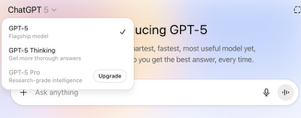 ChatGPT 5
GPT-5
Flagship model
GPT-5 Thinking
Get more thorough answers
GPT-5 Pro
Research-grade intelligence
Upgrade
ucing GPT-5
artest, fastest, most useful model yet,
you get the best answer, every time.
Ask anything